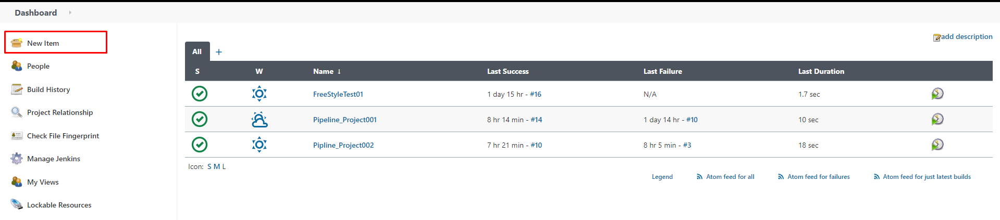 Dashboard
New Item
People
Build History
Project Relationship
Check File Fingerprint
Manage Jenkins
My Views
Lockable Resources
add description
All +
S W Name ↓ Last Success Last Failure Last Duration
FreeStyleTest01 1 day 15 hr - #16 N/A 1.7 sec
Pipeline_Project001 8 hr 14 min - #14 1 day 14 hr - #10 10 sec
Pipline_Project002 7 hr 21 min - #10 8 hr 5 min - #3 18 sec
Icon: S M L
Legend Atom feed for all Atom feed for failures Atom feed for just latest builds